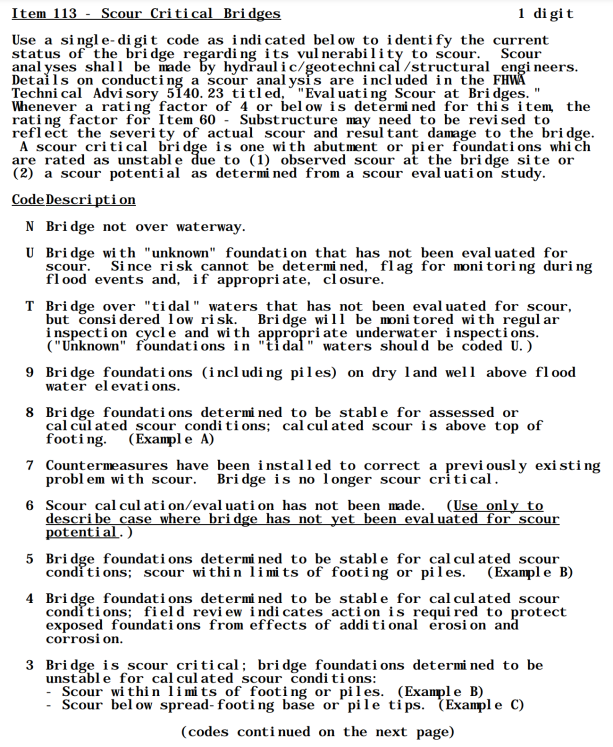 Item 113 - Scour Critical Bridges 1 digit
Use a single-digit code as indicated below to identify the current
status of the bridge regarding its vulnerability to scour. Scour
analyses shall be made by hydraulic/geotechnical/structural engineers.
Details on conducting a scour analysis are included in the FHWA
Technical Advisory 5140.23 titled, "Evaluating Scour at Bridges."
Whenever a rating factor of 4 or below is determined for this item, the
rating factor for Item 60 - Substructure may need to be revised to
reflect the severity of actual scour and resultant damage to the bridge.
A scour critical bridge is one with abutment or pier foundations which
are rated as unstable due to (1) observed scour at the bridge site or
(2) a scour potential as determined from a scour evaluation study.
Code Description
N Bridge not over waterway.
U Bridge with "unknown" foundation that has not been evaluated for
scour. Since risk cannot be determined, flag for monitoring during
flood events and, if appropriate, closure.
T Bridge over "tidal" waters that has not been evaluated for scour,
but considered low risk. Bridge will be monitored with regular
inspection cycle and with appropriate underwater inspections.
("Unknown" foundations in "tidal" waters should be coded U.)
9 Bridge foundations (including piles) on dry land well above flood
water elevations.
8 Bridge foundations determined to be stable for assessed or
calculated scour conditions; calculated scour is above top of
footing. (Example A)
7 Countermeasures have been installed to correct a previously existing
problem with scour. Bridge is no longer scour critical.
6 Scour calculation/evaluation has not been made. (Use only to
describe case where bridge has not yet been evaluated for scour
potential.)
5 Bridge foundations determined to be stable for calculated scour
conditions; scour within limits of footing or piles. (Example B)
4 Bridge foundations determined to be stable for calculated scour
conditions; field review indicates action is required to protect
exposed foundations from effects of additional erosion and
corrosion.
3 Bridge is scour critical; bridge foundations determined to be
unstable for calculated scour conditions:
- Scour within limits of footing or piles. (Example B)
- Scour below spread-footing base or pile tips. (Example C)
(codes continued on the next page)